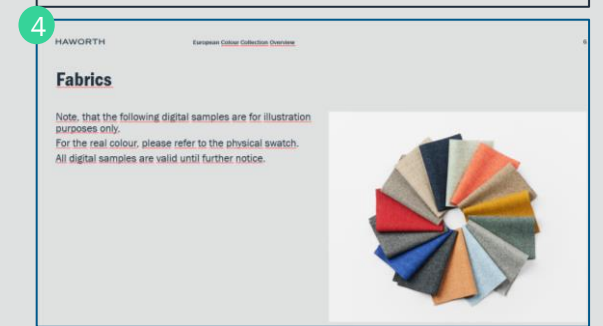 4
HAWORTH
European Colour Collection Overview
6
Fabrics
Note, that the following digital samples are for illustration
purposes only.
For the real colour, please refer to the physical swatch.
All digital samples are valid until further notice.